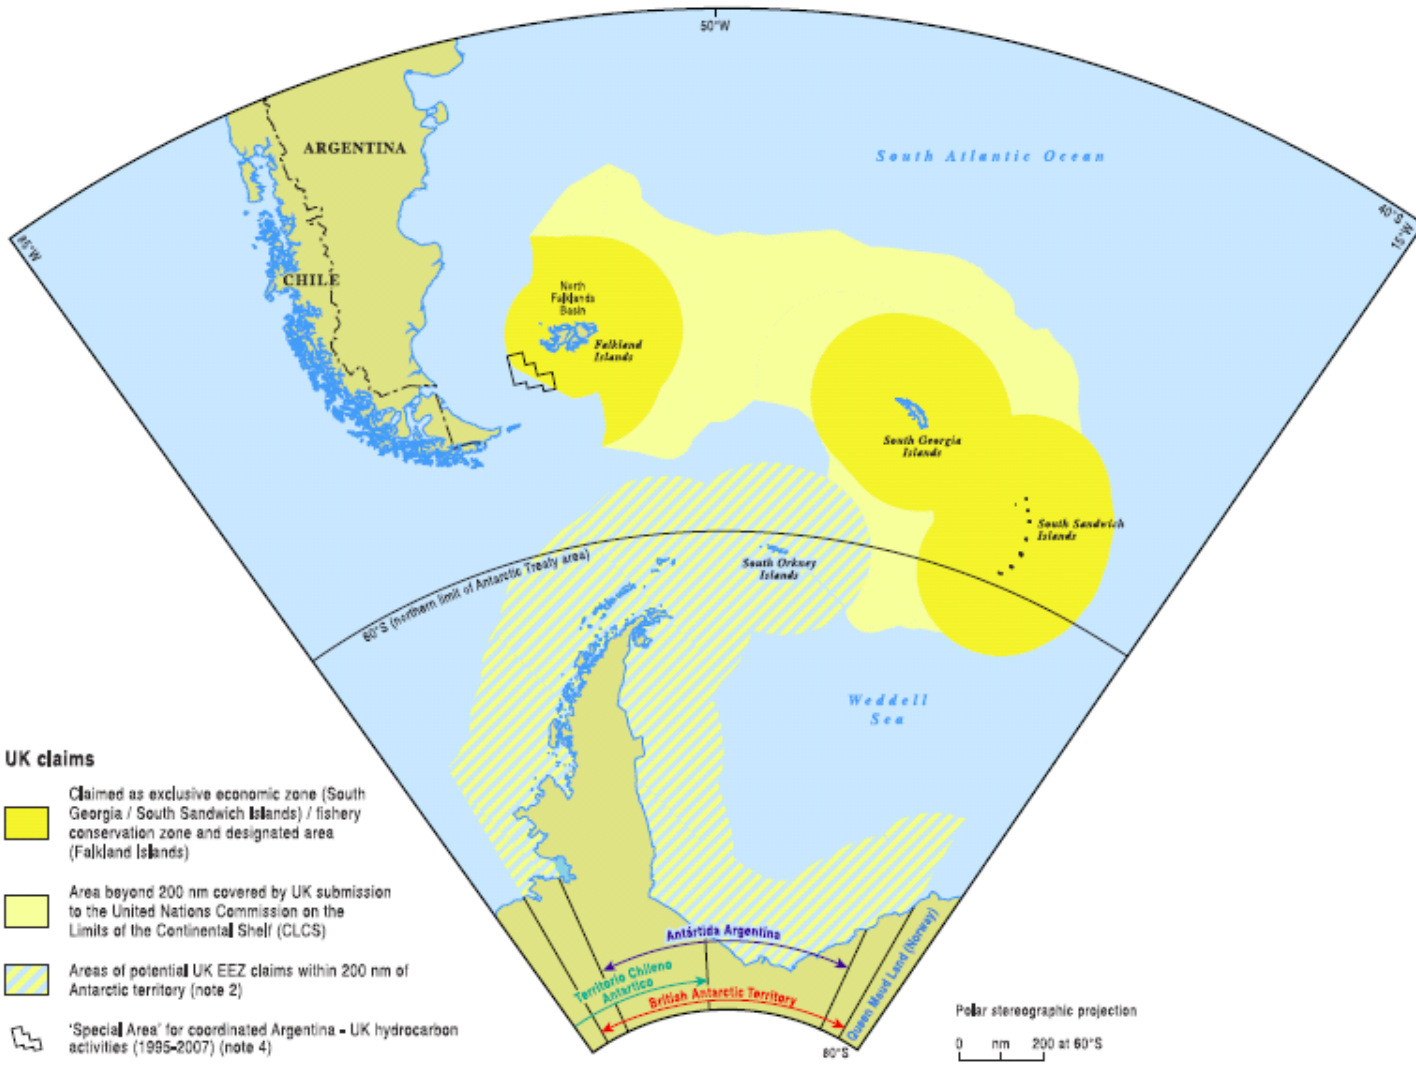 50°W
ARGENTINA
South Atlantic Ocean
40°S
15°W
85°W
CHILE
North
Falklands
Basin
Falkland
Islands
South Georgia
Islands
South Sandwich
Islands
60°S (northern limit of Antarctic Treaty area)
South Orkney
Islands
Weddell
Sea
UK claims
Claimed as exclusive economic zone (South
Georgia / South Sandwich Islands) / fishery
conservation zone and designated area
(Falkland Islands)
Area beyond 200 nm covered by UK submission
to the United Nations Commission on the
Limits of the Continental Shelf (CLCS)
Areas of potential UK EEZ claims within 200 nm of
Antarctic territory (note 2)
'Special Area' for coordinated Argentina - UK hydrocarbon
activities (1995-2007) (note 4)
Antártida Argentina
Territorio Chileno
Antártico
British Antarctic Territory
Queen Maud Land (Norway)
80°S
Polar stereographic projection
0 nm 200 at 60°S